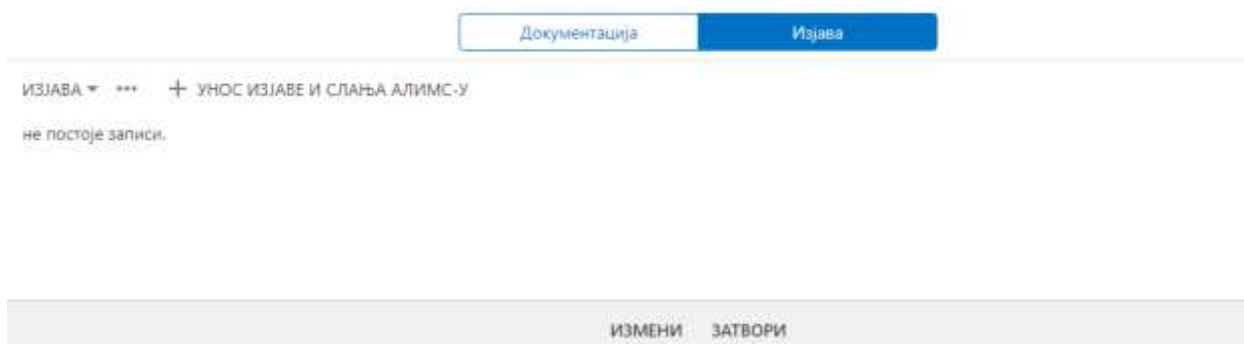 Документација Изјава
ИЗЈАВА ••• + УНОС ИЗЈАВЕ И СЛАЊА АЛИМС-У
не постоје записи.
ИЗМЕНИ ЗАТВОРИ